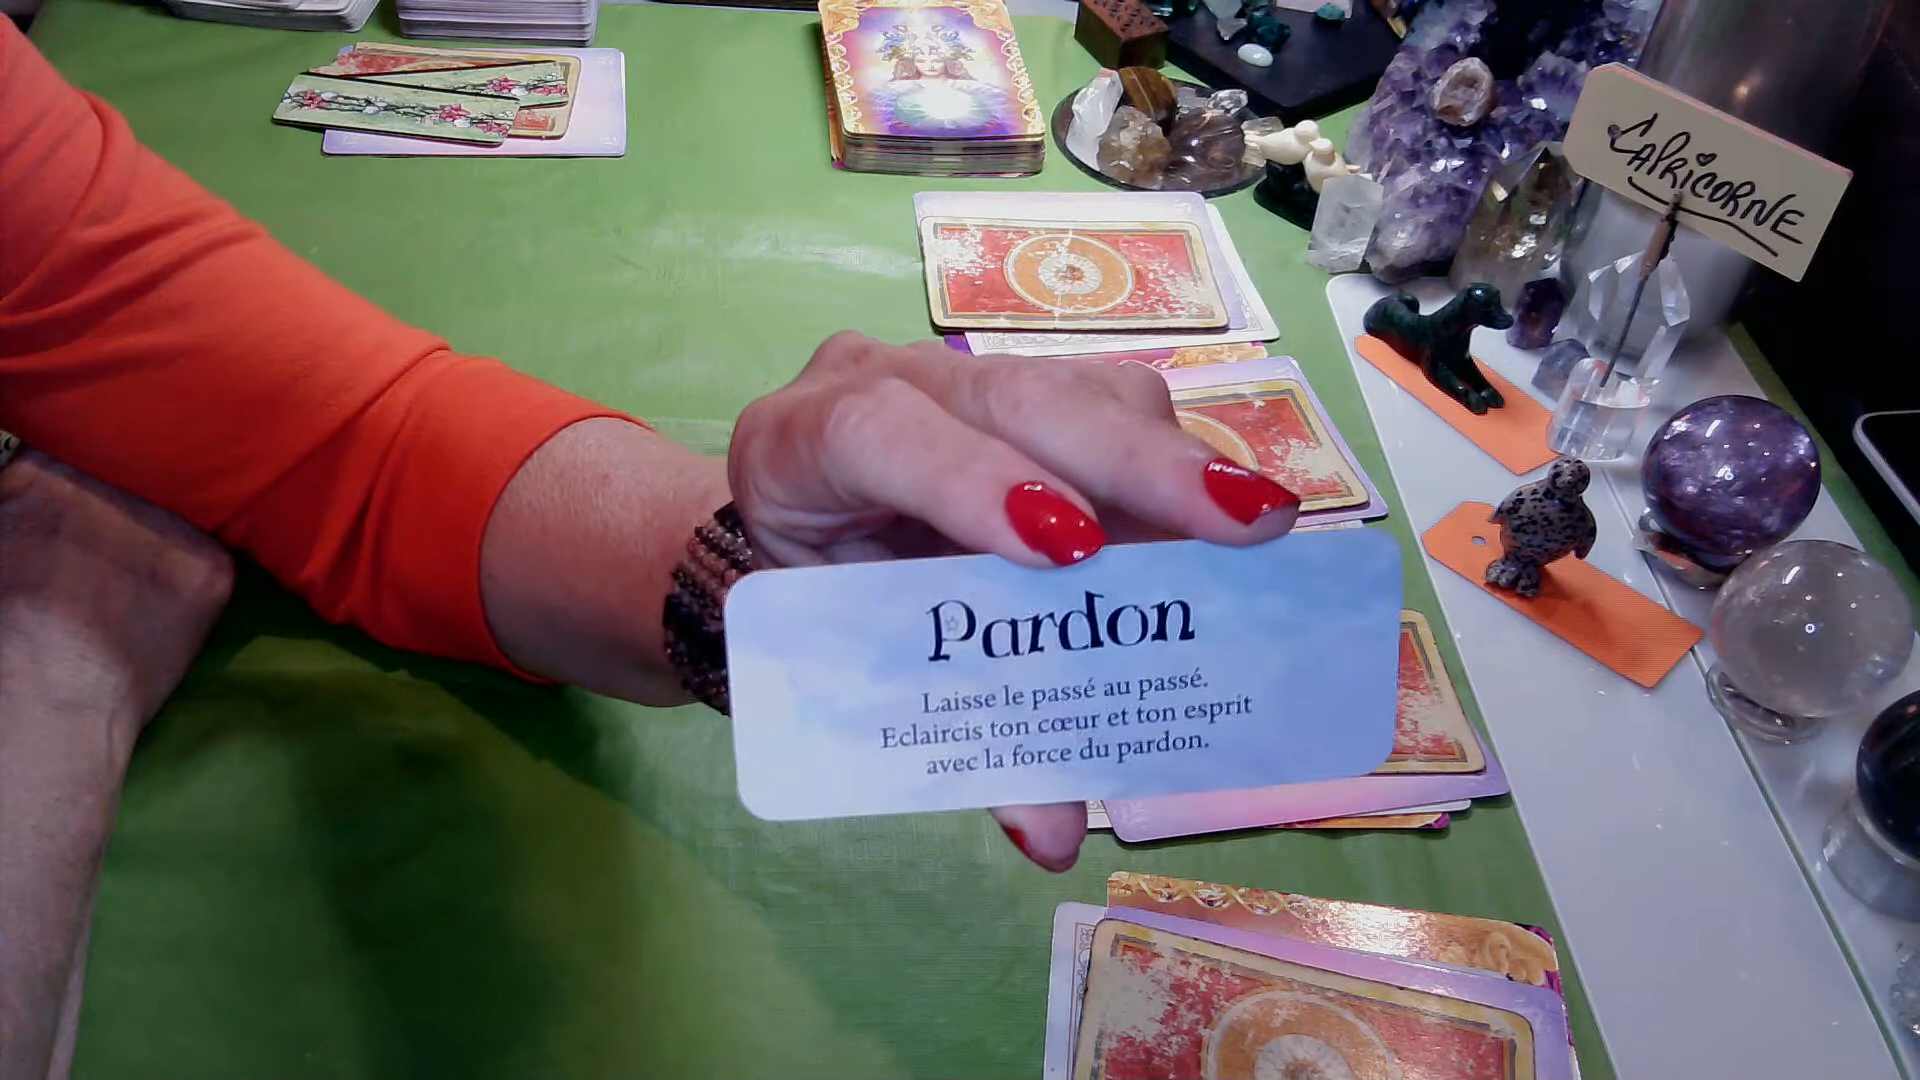 CAPRICORNE
Pardon
Laisse le passé au passé.
Eclaircis ton cœur et ton esprit
avec la force du pardon.